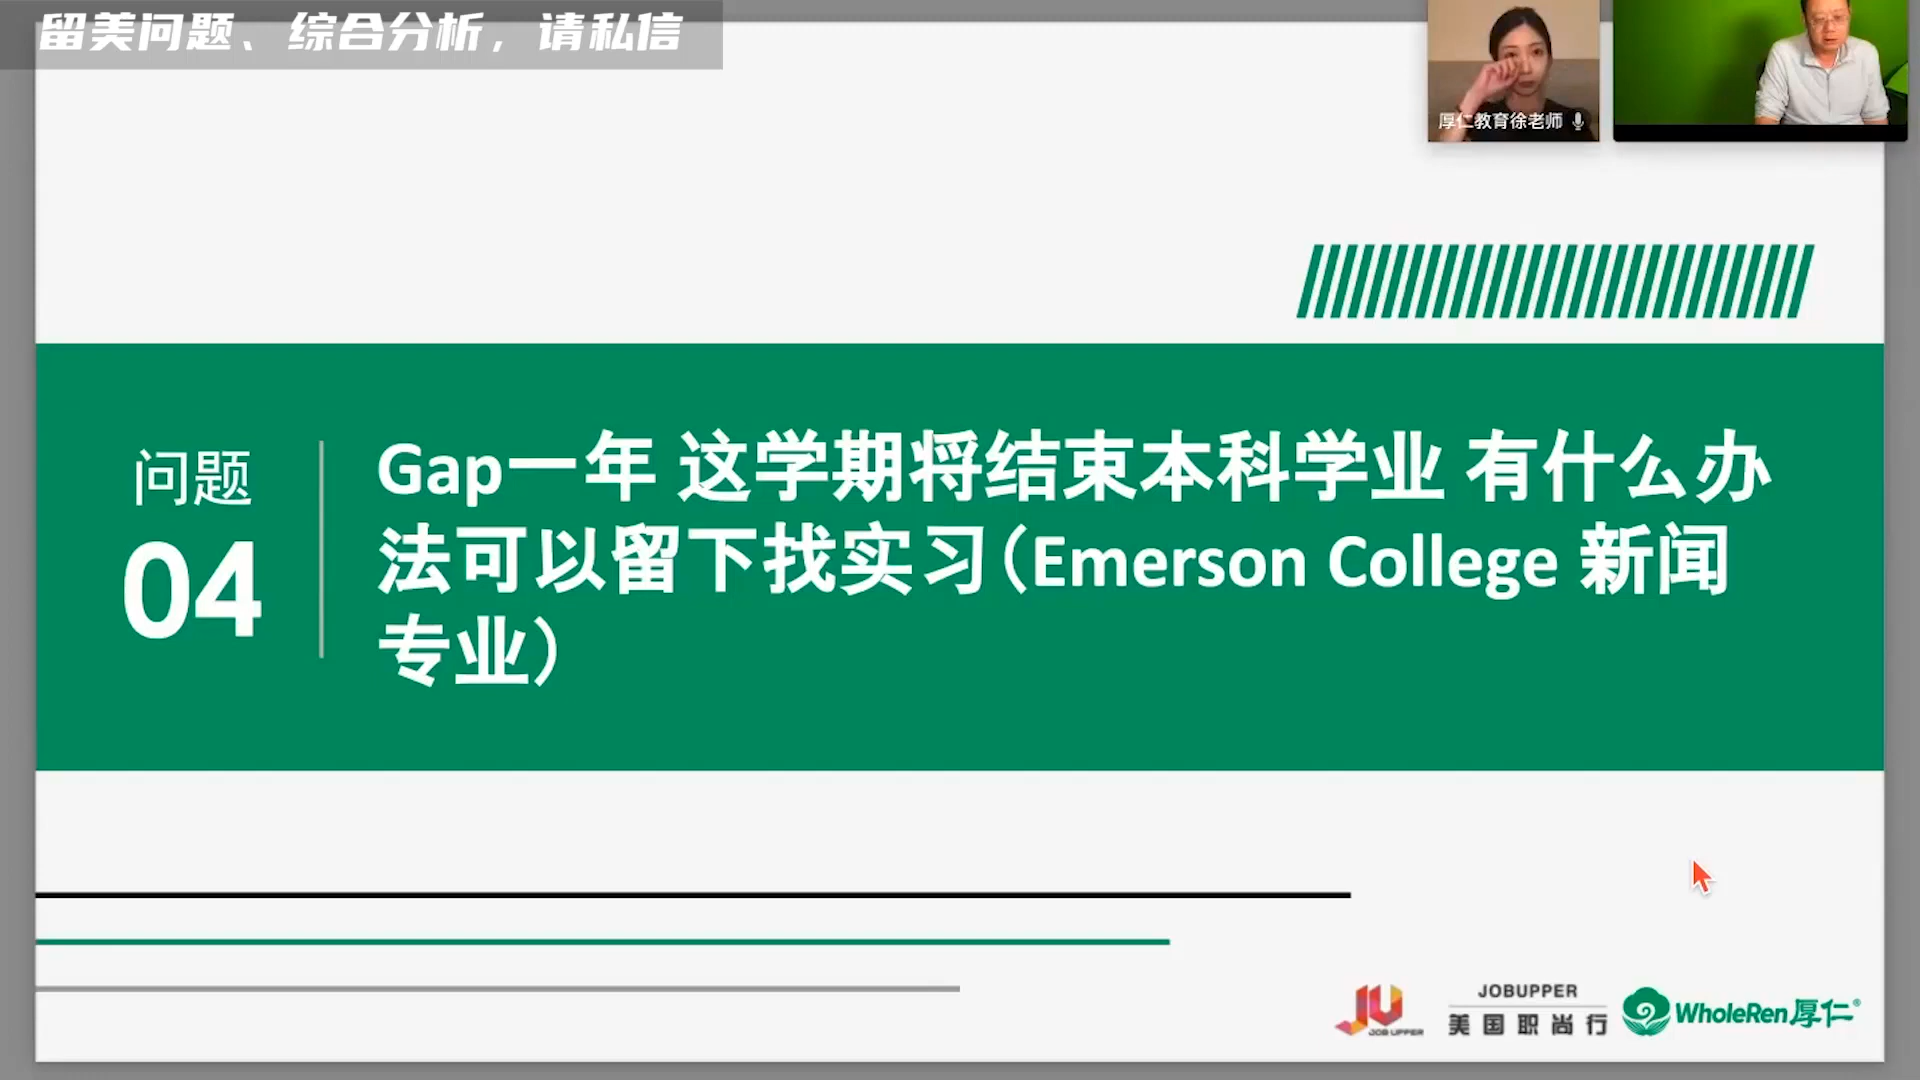 留美问题、综合分析，请私信
厚仁教育徐老师
问题
04
Gap一年 这学期将结束本科学业 有什么办
法可以留下找实习（Emerson College 新闻
专业）
JU
JOB UPPER
JOBUPPER
美国职尚行
WholeRen厚仁®